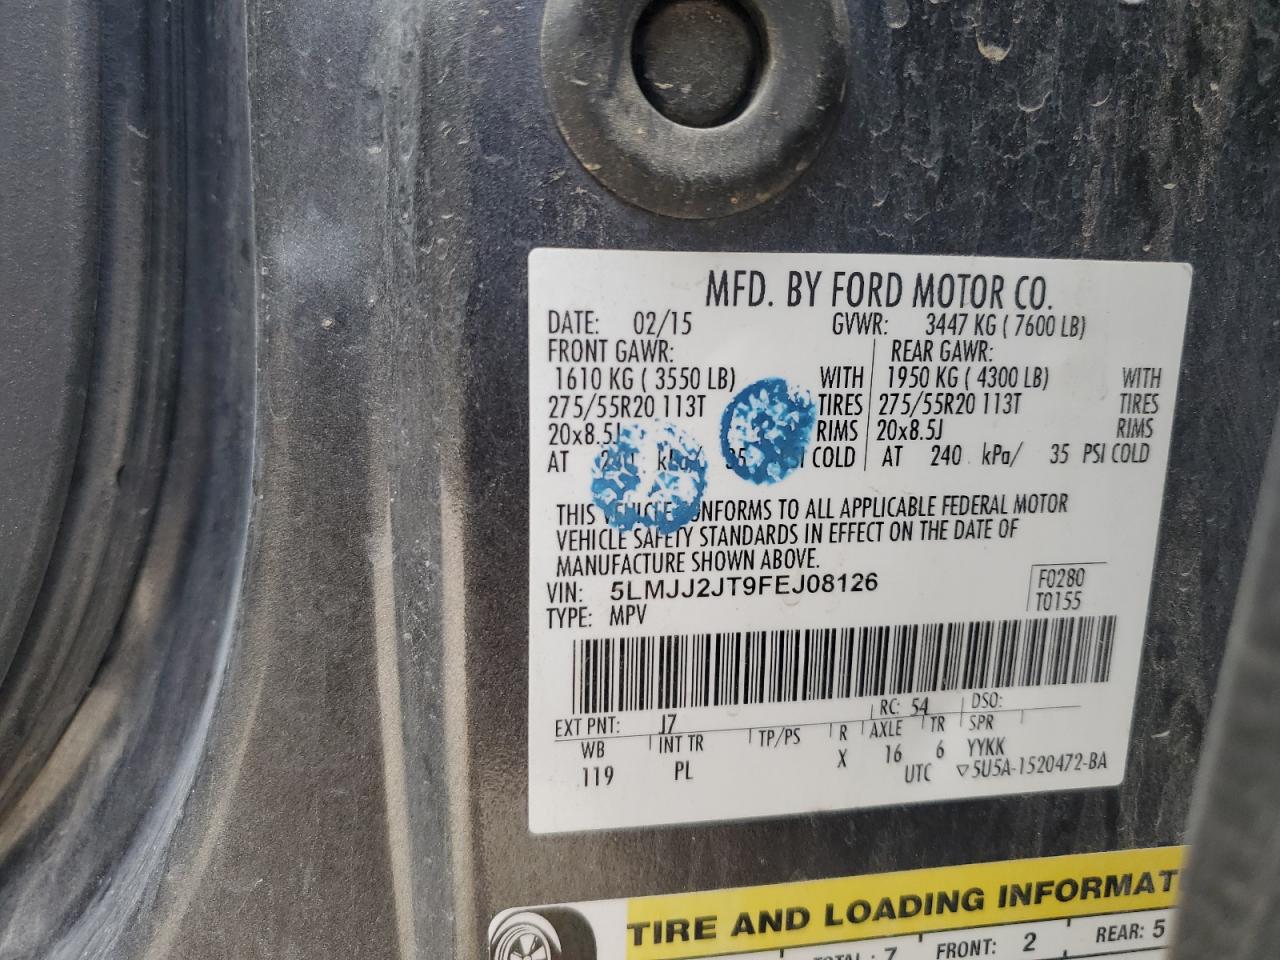 MFD. BY FORD MOTOR CO.
DATE: 02/15 GVWR: 3447 KG ( 7600 LB)
FRONT GAWR: REAR GAWR:
1610 KG ( 3550 LB) WITH 1950 KG ( 4300 LB) WITH
275/55R20 113T TIRES 275/55R20 113T TIRES
20x8.5J RIMS 20x8.5J RIMS
AT 240 kPa/ 35 PSI COLD AT 240 kPa/ 35 PSI COLD
THIS VEHICLE CONFORMS TO ALL APPLICABLE FEDERAL MOTOR
VEHICLE SAFETY STANDARDS IN EFFECT ON THE DATE OF
MANUFACTURE SHOWN ABOVE.
VIN: 5LMJJ2JT9FEJ08126 F0280
TYPE: MPV T0155
EXT PNT: J7 RC: 54 DSO:
WB INT TR TP/PS R AXLE TR SPR
119 PL X 16 6 YYKK
UTC ▽5U5A-1520472-BA
TIRE AND LOADING INFORMAT
TOTAL: 7 FRONT: 2 REAR: 5